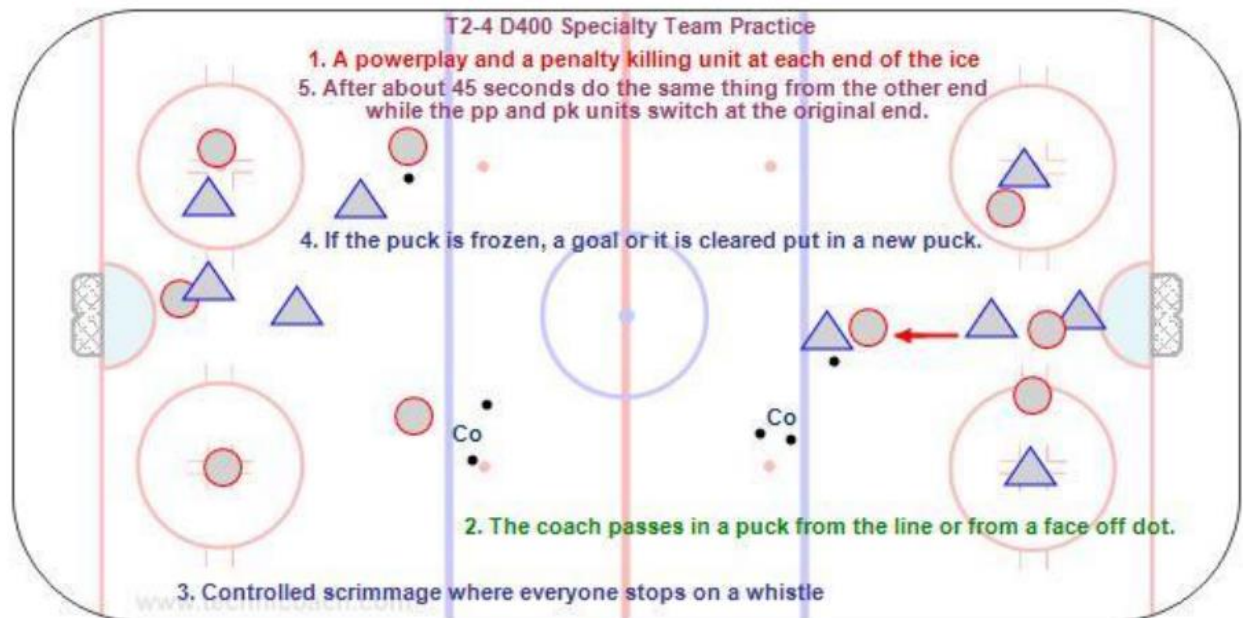 T2-4 D400 Specialty Team Practice
1. A powerplay and a penalty killing unit at each end of the ice
5. After about 45 seconds do the same thing from the other end
while the pp and pk units switch at the original end.
4. If the puck is frozen, a goal or it is cleared put in a new puck.
Co
Co
2. The coach passes in a puck from the line or from a face off dot.
3. Controlled scrimmage where everyone stops on a whistle